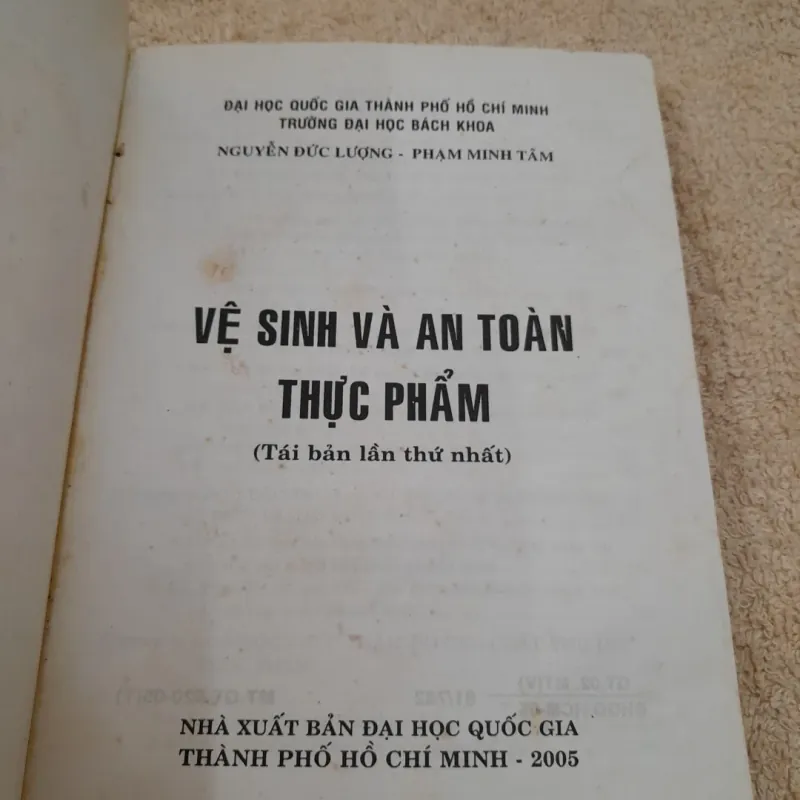 ĐẠI HỌC QUỐC GIA THÀNH PHỐ HỒ CHÍ MINH
TRƯỜNG ĐẠI HỌC BÁCH KHOA
NGUYỄN ĐỨC LƯỢNG - PHẠM MINH TÂM
VỆ SINH VÀ AN TOÀN
THỰC PHẨM
(Tái bản lần thứ nhất)
NHÀ XUẤT BẢN ĐẠI HỌC QUỐC GIA
THÀNH PHỐ HỒ CHÍ MINH - 2005